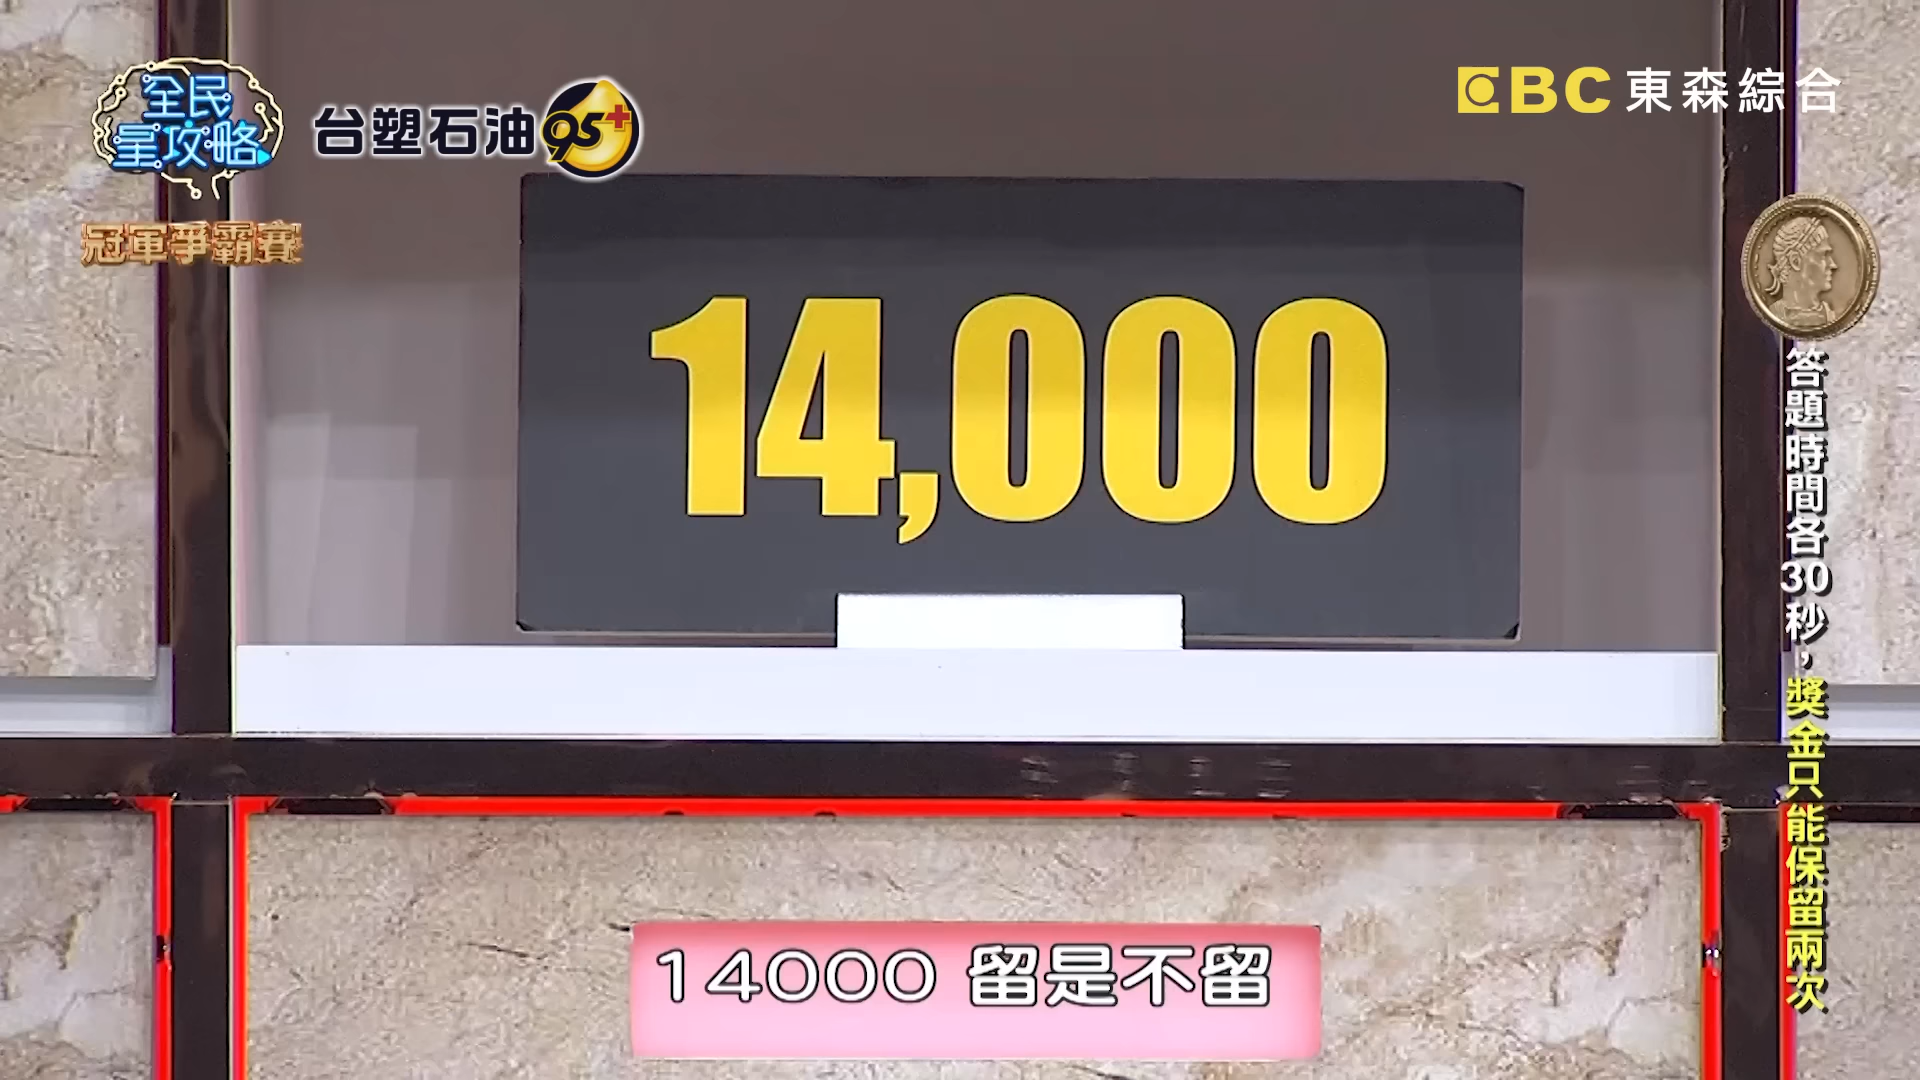 全民
星攻略
冠軍爭霸賽
台塑石油 95+
EBC 東森綜合
14,000
答題時間各30秒，獎金只能保留兩次
14000 留是不留